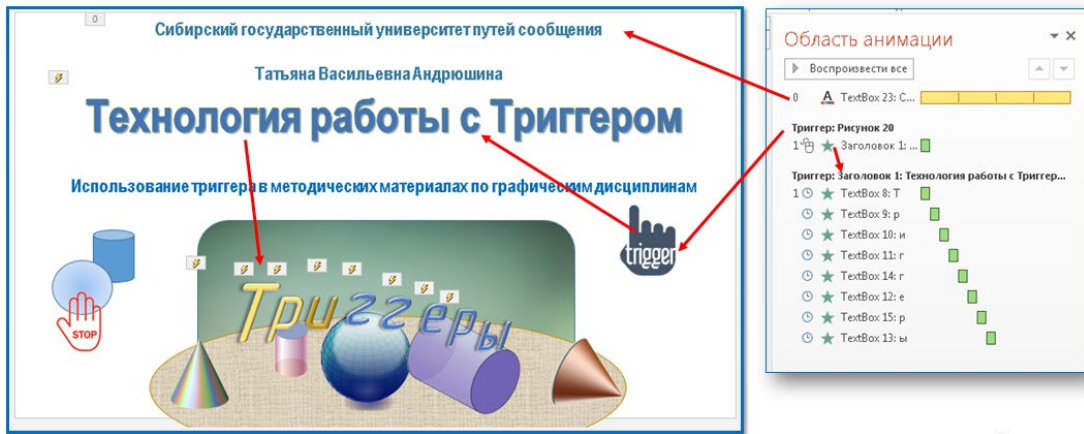 0
Сибирский государственный университет путей сообщения
Татьяна Васильевна Андрюшина
Технология работы с Триггером
Использование триггера в методических материалах по графическим дисциплинам
trigger
STOP
Триггеры
Область анимации
Воспроизвести все
0 TextBox 23: С...
Триггер: Рисунок 20
1 Заголовок 1: ...
Триггер: Заголовок 1: Технология работы с Триггер...
1 TextBox 8: Т
TextBox 9: р
TextBox 10: и
TextBox 11: г
TextBox 14: г
TextBox 12: е
TextBox 15: р
TextBox 13: ы